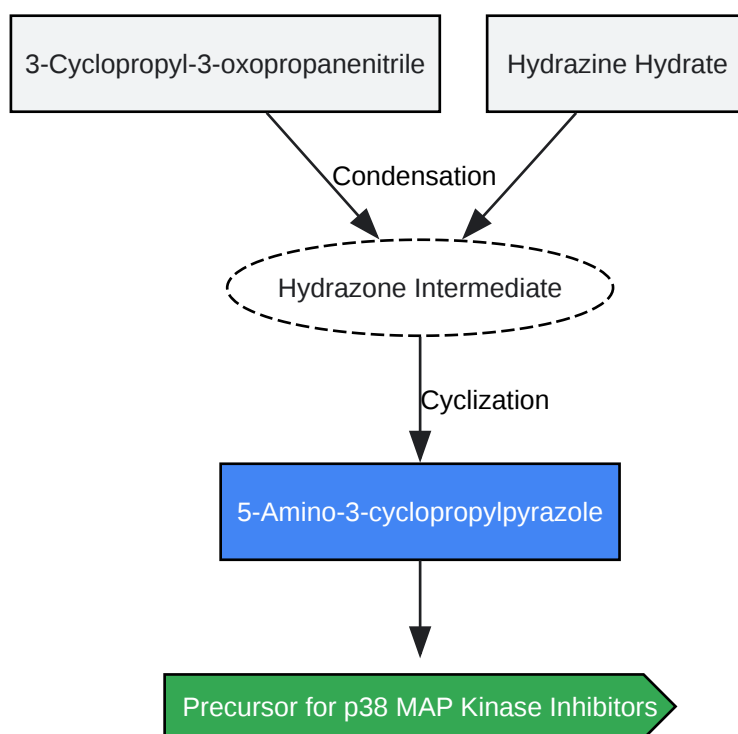 3-Cyclopropyl-3-oxopropanenitrile
Hydrazine Hydrate
Condensation
Hydrazone Intermediate
Cyclization
5-Amino-3-cyclopropylpyrazole
Precursor for p38 MAP Kinase Inhibitors